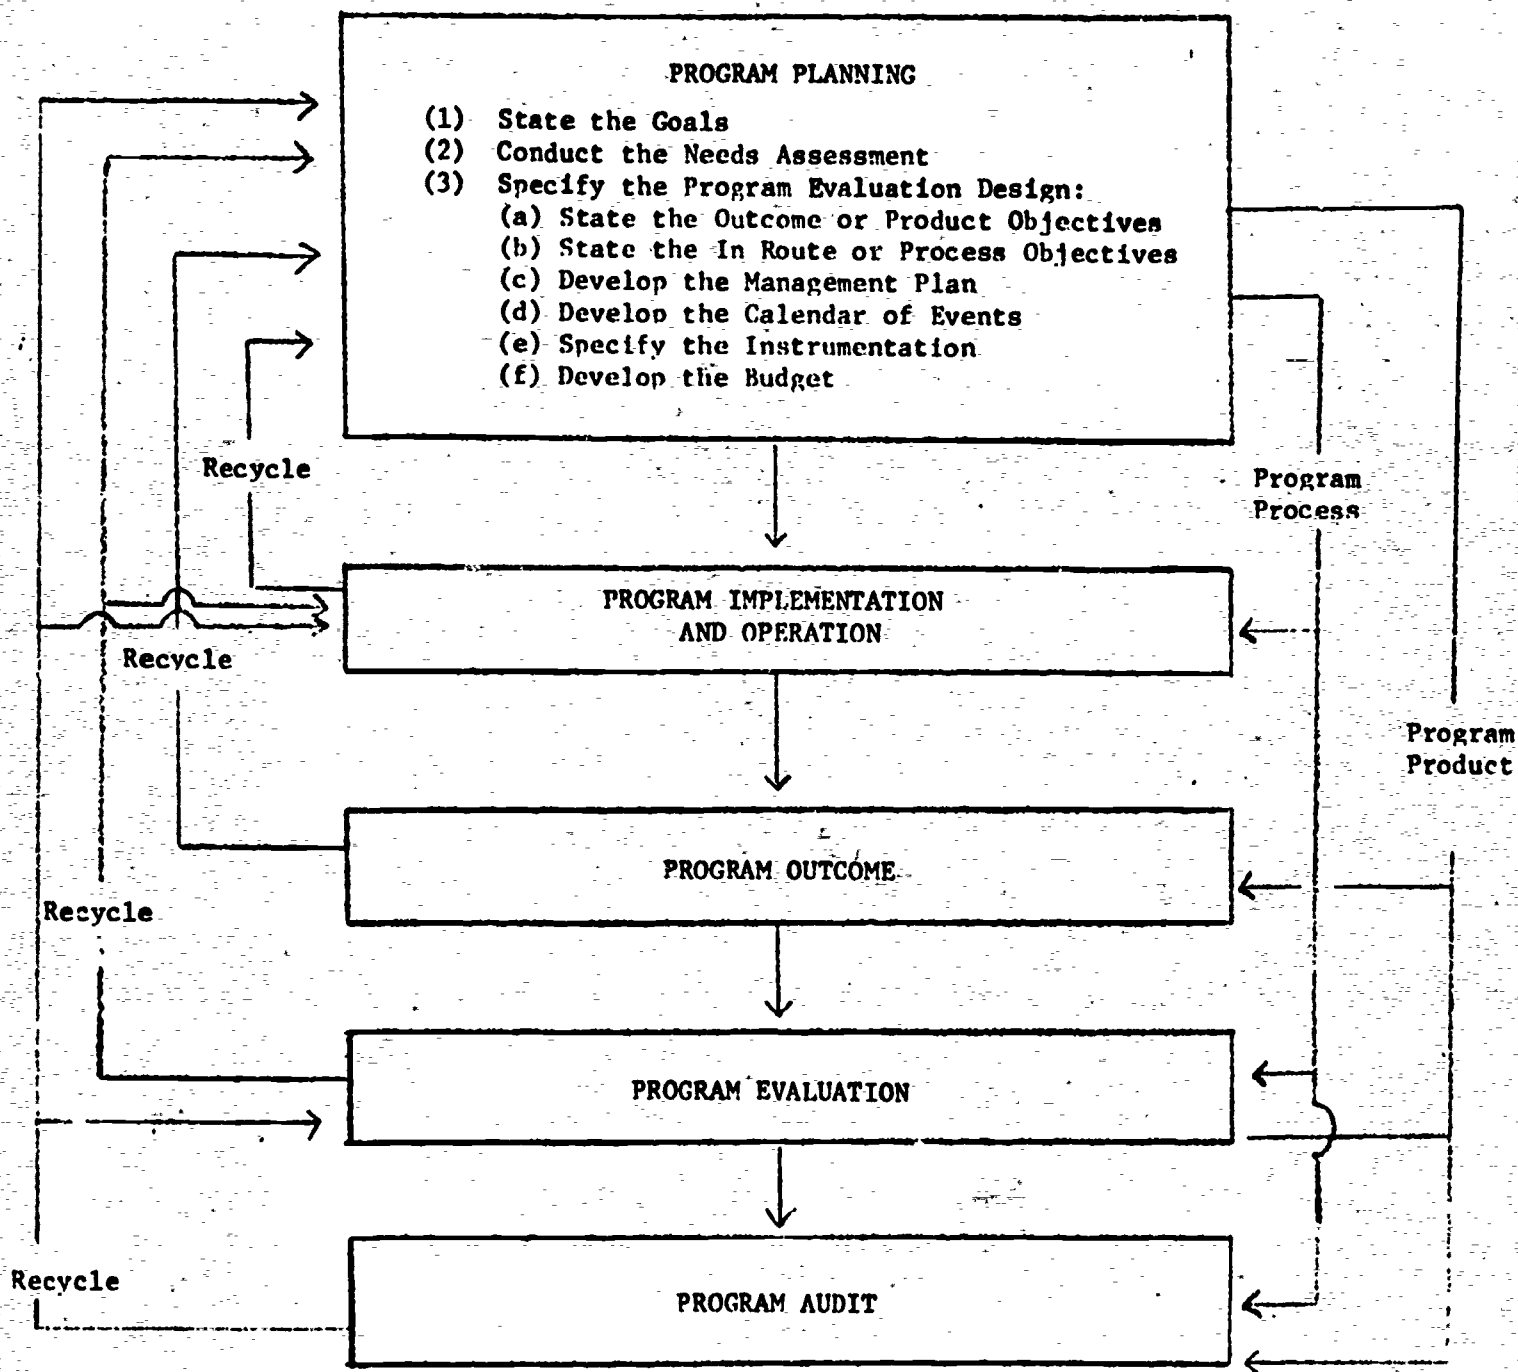 PROGRAM PLANNING
(1) State the Goals
(2) Conduct the Needs Assessment
(3) Specify the Program Evaluation Design:
(a) State the Outcome or Product Objectives
(b) State the In Route or Process Objectives
(c) Develop the Management Plan
(d) Develop the Calendar of Events
(e) Specify the Instrumentation
(f) Develop the Budget
Recycle
Program
Process
PROGRAM IMPLEMENTATION
AND OPERATION
Recycle
Program
Product
PROGRAM OUTCOME
Recycle
PROGRAM EVALUATION
Recycle
PROGRAM AUDIT